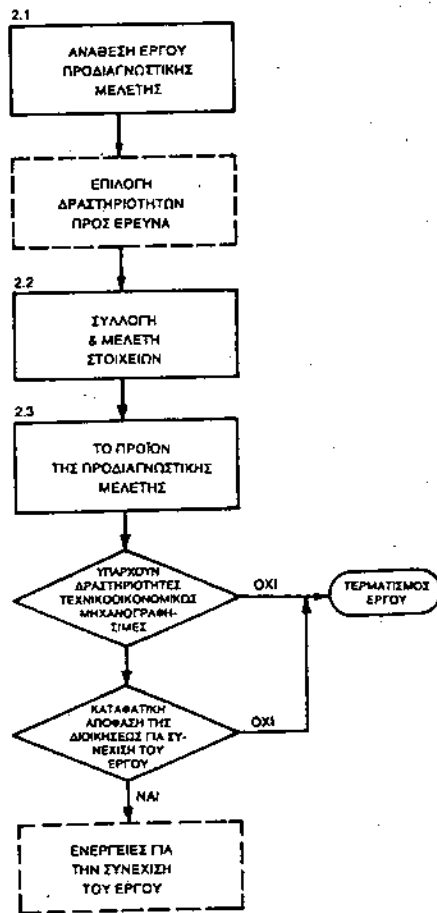 2.1
ΑΝΑΘΕΣΗ ΕΡΓΟΥ
ΠΡΟΔΙΑΓΝΩΣΤΙΚΗΣ
ΜΕΛΕΤΗΣ
ΕΠΙΛΟΓΗ
ΔΡΑΣΤΗΡΙΟΤΗΤΩΝ
ΠΡΟΣ ΕΡΕΥΝΑ
2.2
ΣΥΛΛΟΓΗ
& ΜΕΛΕΤΗ
ΣΤΟΙΧΕΙΩΝ
2.3
ΤΟ ΠΡΟΪΟΝ
ΤΗΣ ΠΡΟΔΙΑΓΝΩΣΤΙΚΗΣ
ΜΕΛΕΤΗΣ
ΥΠΑΡΧΟΥΝ
ΔΡΑΣΤΗΡΙΟΤΗΤΕΣ
ΤΕΧΝΙΚΟΟΙΚΟΝΟΜΙΚΩΣ
ΜΗΧΑΝΟΓΡΑΦΗ-
ΣΙΜΕΣ
ΟΧΙ
ΤΕΡΜΑΤΙΣΜΟΣ
ΕΡΓΟΥ
ΚΑΤΑΦΑΤΙΚΗ
ΑΠΟΦΑΣΗ ΤΗΣ
ΔΙΟΙΚΗΣΕΩΣ ΓΙΑ ΣΥ-
ΝΕΧΙΣΗ ΤΟΥ
ΕΡΓΟΥ
ΟΧΙ
ΝΑΙ
ΕΝΕΡΓΕΙΕΣ ΓΙΑ
ΤΗΝ ΣΥΝΕΧΙΣΗ
ΤΟΥ ΕΡΓΟΥ